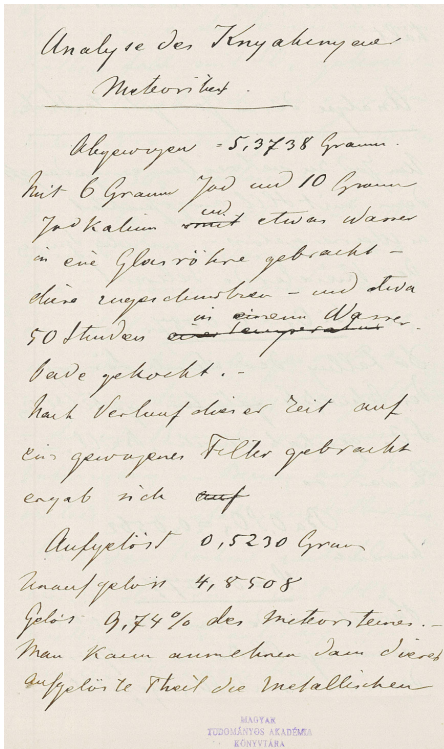 Analyse des Knyahinyaer
Meteoriten.
Abgewogen = 5,3738 Gramm.
Mit 6 Gramm Jod und 10 Gramm
Jodkalium und etwas Wasser
in eine Glasröhre gebracht –
diese zugeschmolzen – und etwa
50 Stunden in einem Wasser-
bade gekocht. –
Nach Verlauf dieser Zeit auf
ein gewogenes Filter gebracht
ergab sich auf
Aufgelöst 0,5230 Gram
Unaufgelöst 4,8508
Gelöst 9,74% des Meteorsteines. –
Man kann annehmen dass dieser
aufgelöste Theil die Metallischen
MAGYAR
TUDOMÁNYOS AKADÉMIA
KÖNYVTÁRA